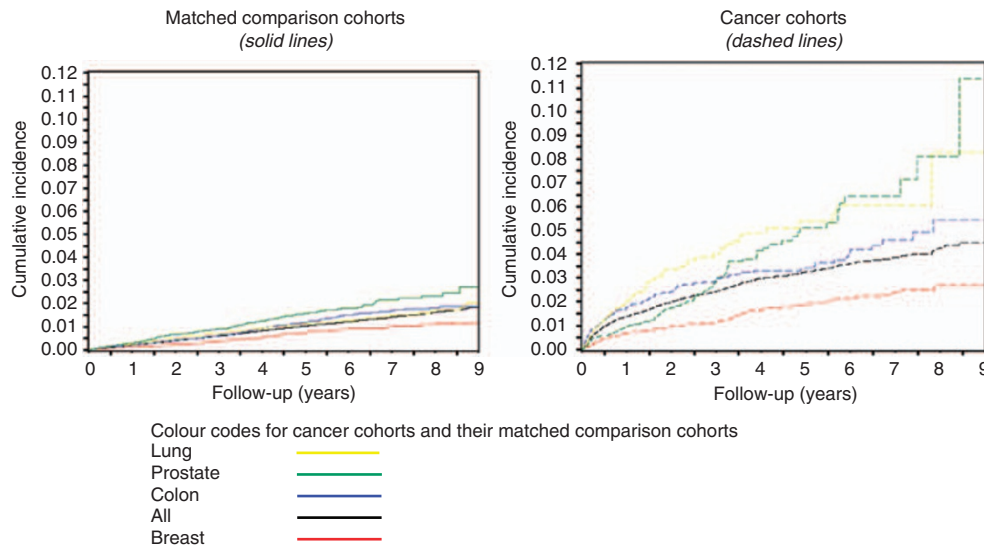 Matched comparison cohorts
(solid lines)
0.12
0.11
0.10
0.09
0.08
0.07
0.06
0.05
0.04
0.03
0.02
0.01
0.00
Cumulative incidence
0 1 2 3 4 5 6 7 8 9
Follow-up (years)
Cancer cohorts
(dashed lines)
0.12
0.11
0.10
0.09
0.08
0.07
0.06
0.05
0.04
0.03
0.02
0.01
0.00
Cumulative incidence
0 1 2 3 4 5 6 7 8 9
Follow-up (years)
Colour codes for cancer cohorts and their matched comparison cohorts
Lung
Prostate
Colon
All
Breast